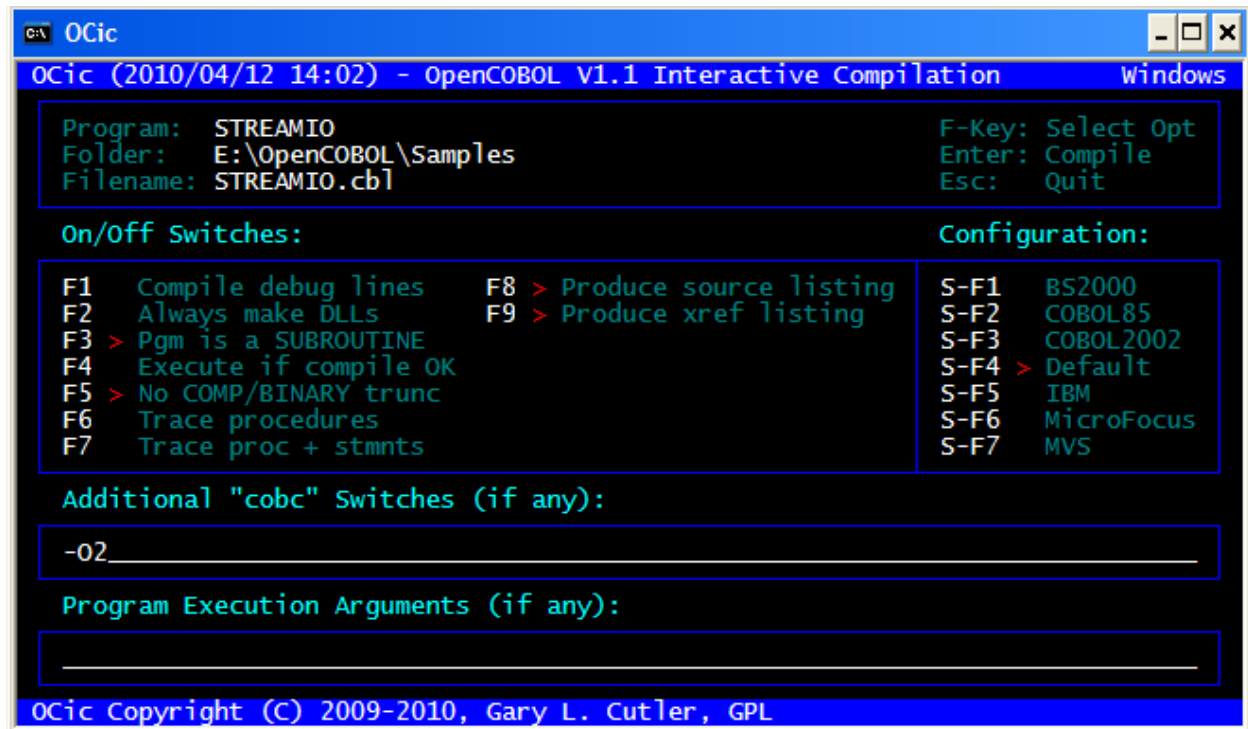 OCic
OCic (2010/04/12 14:02) - OpenCOBOL V1.1 Interactive Compilation Windows
Program: STREAMIO F-Key: Select Opt
Folder: E:\OpenCOBOL\Samples Enter: Compile
Filename: STREAMIO.cbl Esc: Quit
On/Off Switches: Configuration:
F1 Compile debug lines F8 > Produce source listing S-F1 BS2000
F2 Always make DLLs F9 > Produce xref listing S-F2 COBOL85
F3 > Pgm is a SUBROUTINE S-F3 COBOL2002
F4 Execute if compile OK S-F4 > Default
F5 > No COMP/BINARY trunc S-F5 IBM
F6 Trace procedures S-F6 MicroFocus
F7 Trace proc + stmnts S-F7 MVS
Additional "cobc" Switches (if any):
-O2
Program Execution Arguments (if any):
OCic Copyright (C) 2009-2010, Gary L. Cutler, GPL